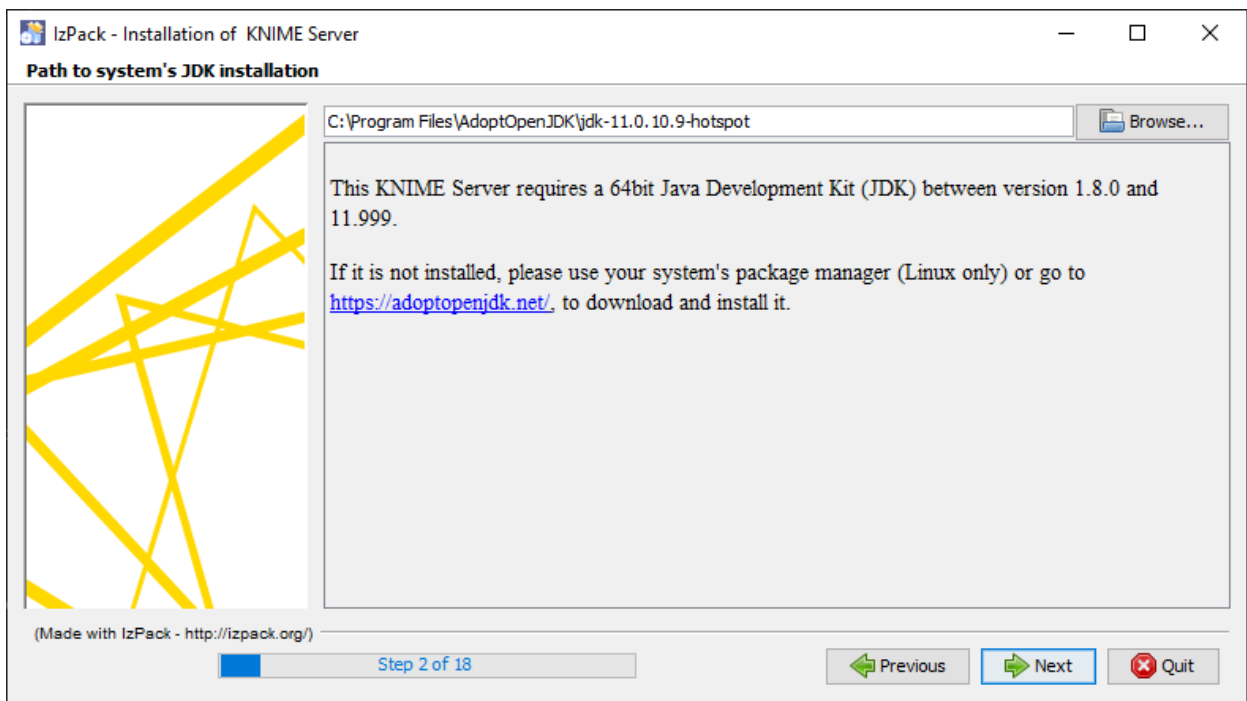 IzPack - Installation of  KNIME Server
Path to system's JDK installation
C:\Program Files\AdoptOpenJDK\jdk-11.0.10.9-hotspot
Browse...
This KNIME Server requires a 64bit Java Development Kit (JDK) between version 1.8.0 and
11.999.
If it is not installed, please use your system's package manager (Linux only) or go to
https://adoptopenjdk.net/, to download and install it.
(Made with IzPack - http://izpack.org/)
Step 2 of 18
Previous
Next
Quit